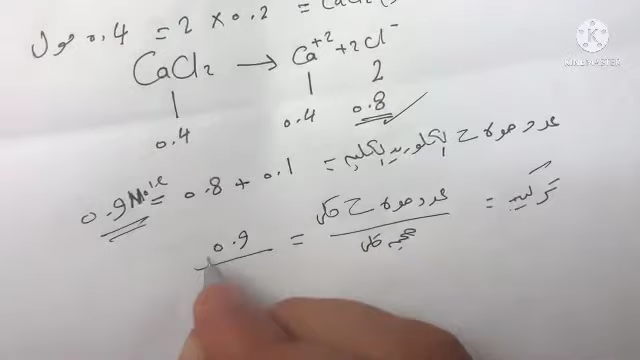 CaCl₂ = 0.2 × 2 = 0.4 مول
CaCl₂ → Ca⁺² + 2Cl⁻
1 1 2
0.4 0.4 0.8
عدد مولات الكلوريد الكلية = 0.1 + 0.8 = 0.9 Mole
تركيز = عدد مولات كلي / حجم كلي = 0.9
KINEMASTER